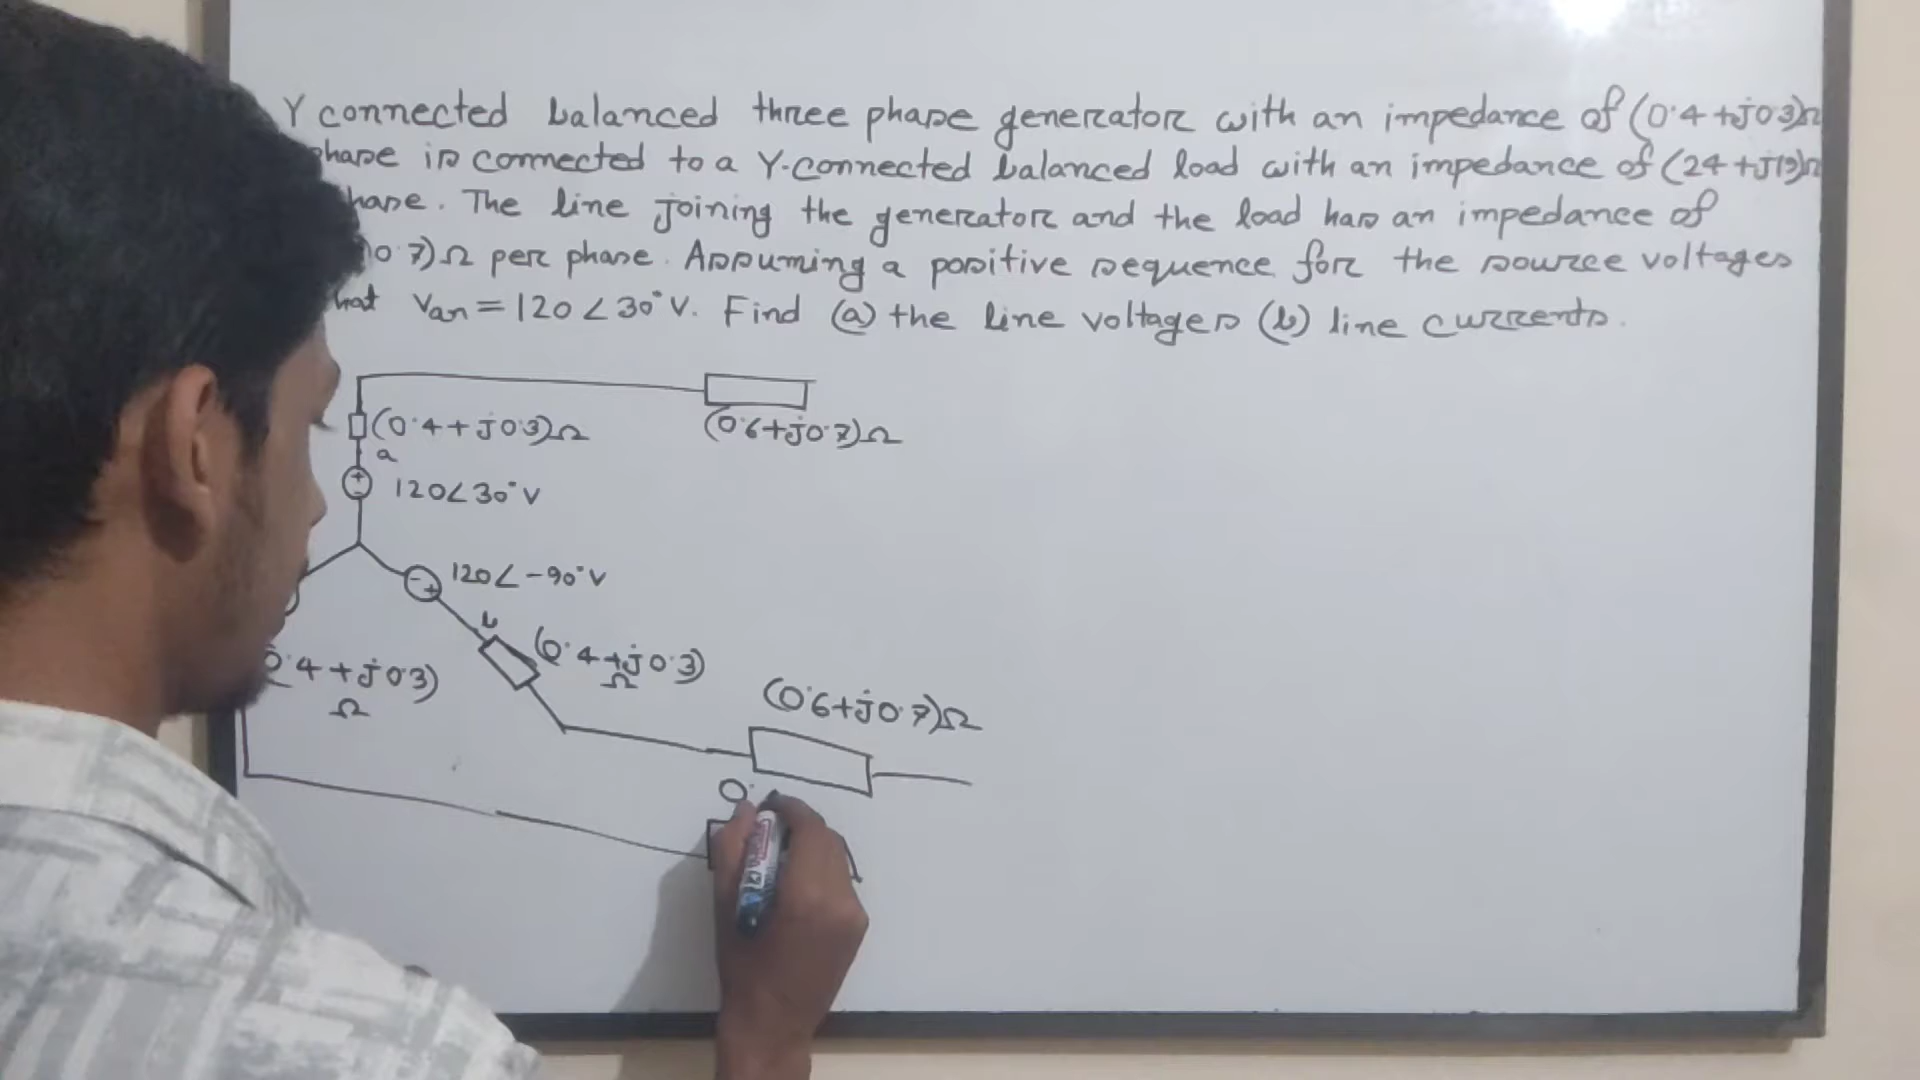 Y connected balanced three phase generator with an impedance of (0.4+j0.3)Ω
phase is connected to a Y-connected balanced load with an impedance of (24+j19)Ω
phase. The line joining the generator and the load has an impedance of
0.7)Ω per phase. Assuming a positive sequence for the source voltages
that Van = 120∠30° V. Find (a) the line voltages (b) line currents.
(0.4+j0.3)Ω
(0.6+j0.7)Ω
a
120∠30° V
120∠-90° V
b
(0.4+j0.3)
Ω
0.4+j0.3)
Ω
(0.6+j0.7)Ω
0.